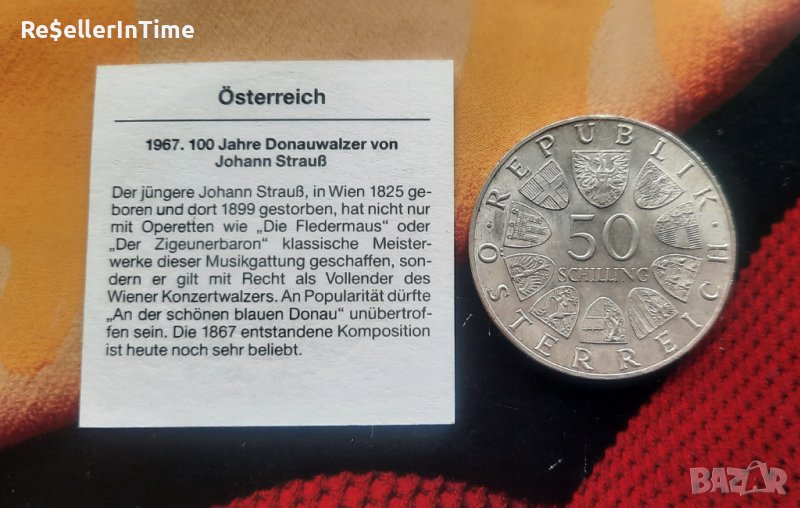 Re$ellerInTime
Österreich
1967. 100 Jahre Donauwalzer von
Johann Strauß
Der jüngere Johann Strauß, in Wien 1825 ge-
boren und dort 1899 gestorben, hat nicht nur
mit Operetten wie „Die Fledermaus“ oder
„Der Zigeunerbaron“ klassische Meister-
werke dieser Musikgattung geschaffen, son-
dern er gilt mit Recht als Vollender des
Wiener Konzertwalzers. An Popularität dürfte
„An der schönen blauen Donau“ unübertrof-
fen sein. Die 1867 entstandene Komposition
ist heute noch sehr beliebt.
REPUBLIK
ÖSTERREICH
50
SCHILLING
BAZAR